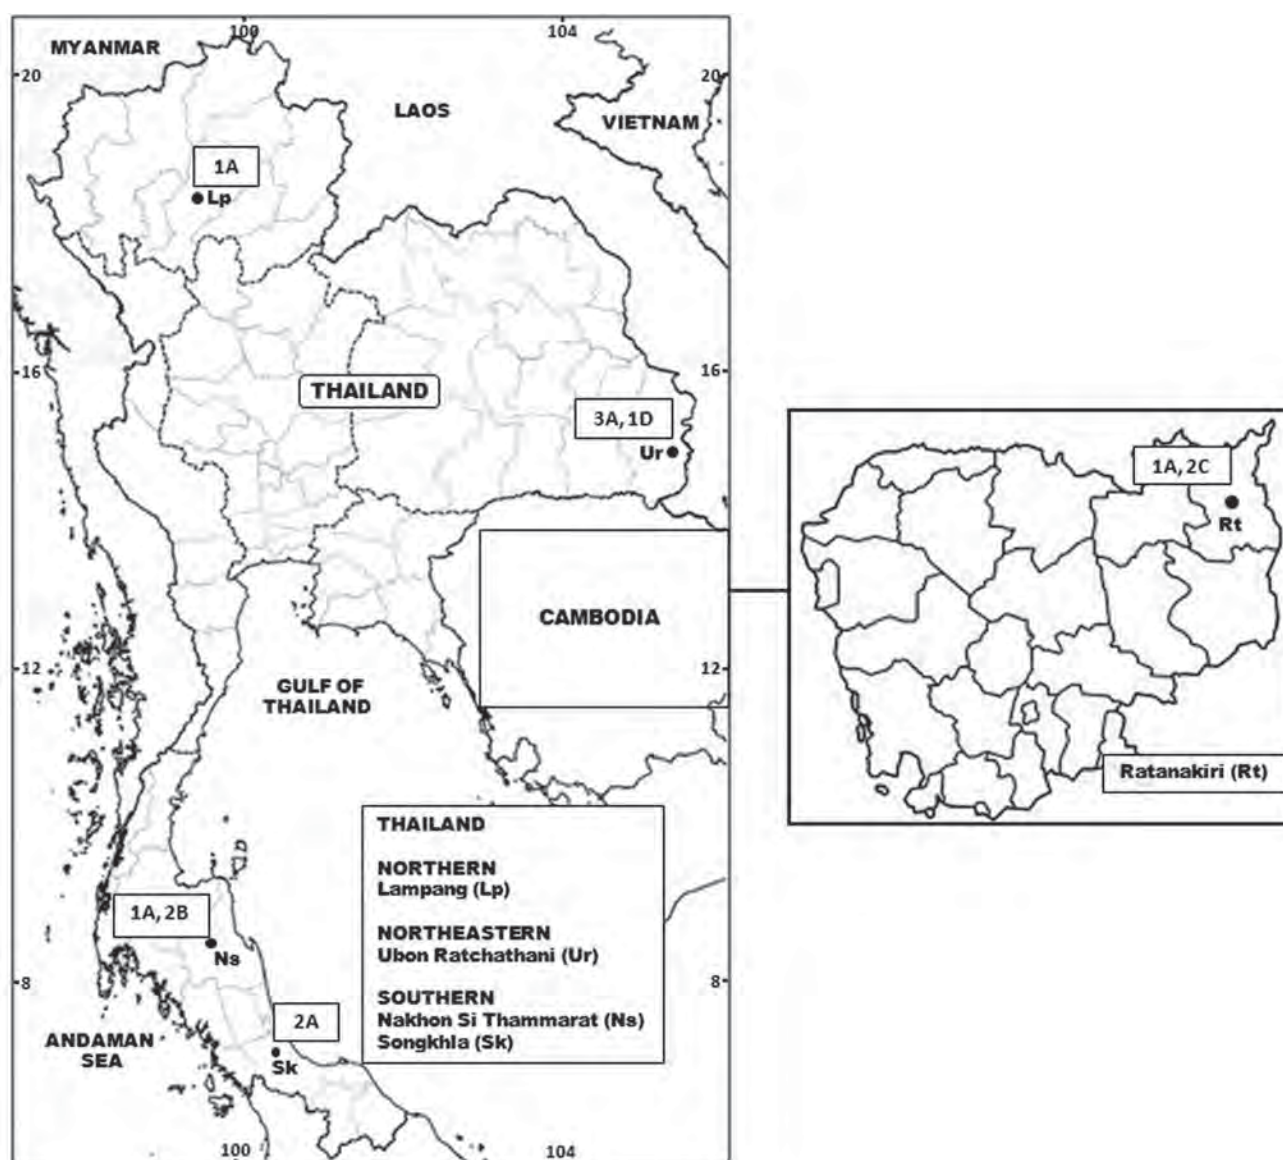 100
104
MYANMAR
20
20
LAOS
VIETNAM
1A
Lp
16
16
THAILAND
3A, 1D
Ur
1A, 2C
Rt
CAMBODIA
12
12
GULF OF
THAILAND
Ratanakiri (Rt)
THAILAND
NORTHERN
Lampang (Lp)
NORTHEASTERN
Ubon Ratchathani (Ur)
SOUTHERN
Nakhon Si Thammarat (Ns)
Songkhla (Sk)
1A, 2B
Ns
8
8
2A
Sk
ANDAMAN
SEA
100
104